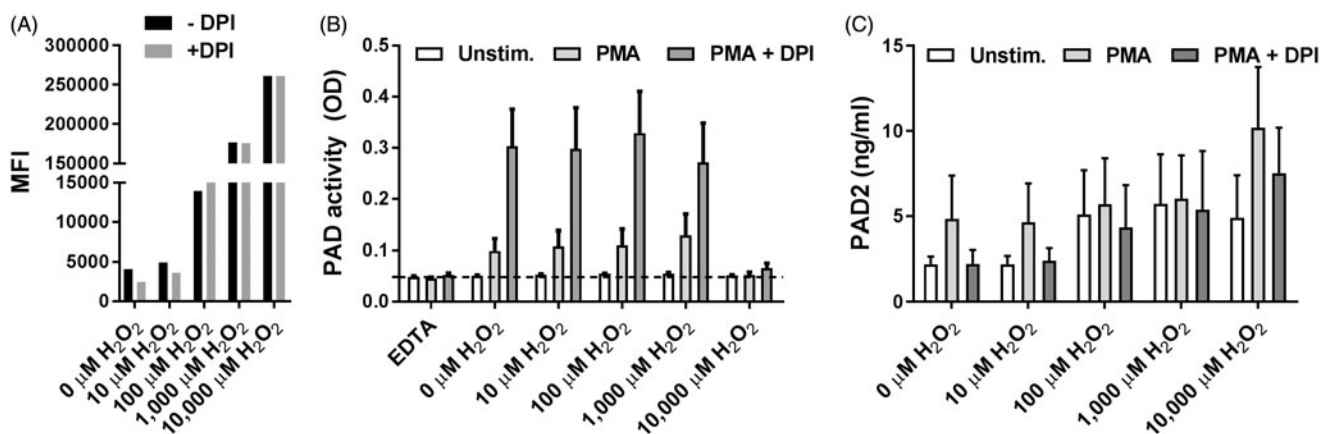 (A)
- DPI
+DPI
MFI
300000
250000
200000
150000
100000
50000
15000
10000
5000
0
0 µM H₂O₂
10 µM H₂O₂
100 µM H₂O₂
1,000 µM H₂O₂
10,000 µM H₂O₂
(B)
Unstim.
PMA
PMA + DPI
PAD activity (OD)
0.5
0.4
0.3
0.2
0.1
0.0
EDTA
0 µM H₂O₂
10 µM H₂O₂
100 µM H₂O₂
1,000 µM H₂O₂
10,000 µM H₂O₂
(C)
Unstim.
PMA
PMA + DPI
PAD2 (ng/ml)
15
10
5
0
0 µM H₂O₂
10 µM H₂O₂
100 µM H₂O₂
1,000 µM H₂O₂
10,000 µM H₂O₂